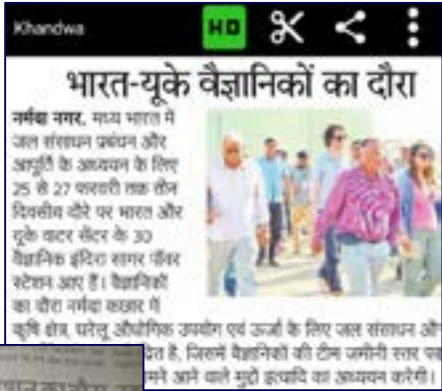 Khandwa
HD
भारत-यूके वैज्ञानिकों का दौरा
नर्मदा नगर. मध्य भारत में
जल संसाधन प्रबंधन और
आपूर्ति के अध्ययन के लिए
25 से 27 फरवरी तक तीन
दिवसीय दौरे पर भारत और
यूके वाटर सेंटर के 30
वैज्ञानिक इंदिरा सागर पॉवर
स्टेशन आए हैं। वैज्ञानिकों
का दौरा नर्मदा कछार में
कृषि क्षेत्र, घरेलू औद्योगिक उपयोग एवं ऊर्जा के लिए जल संसाधन और
है, जिसमें वैज्ञानिकों की टीम जमीनी स्तर पर
आने वाले मुद्दों इत्यादि का अध्ययन करेगी।